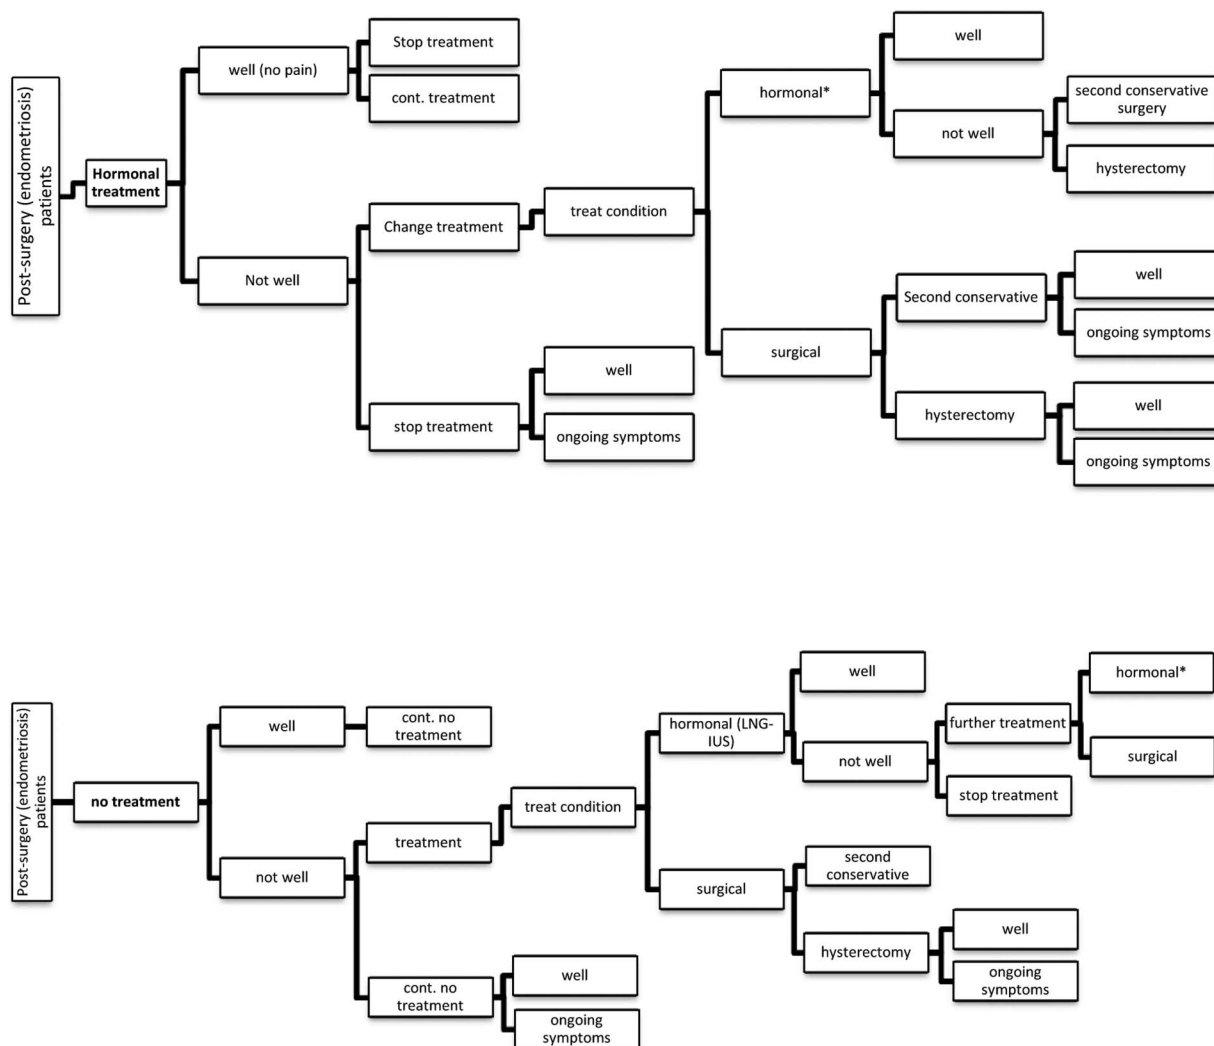 Post-surgery (endometriosis)
patients
Hormonal
treatment
well (no pain)
Stop treatment
cont. treatment
Not well
Change treatment
treat condition
hormonal*
well
not well
second conservative
surgery
hysterectomy
surgical
Second conservative
well
ongoing symptoms
hysterectomy
well
ongoing symptoms
stop treatment
well
ongoing symptoms
Post-surgery (endometriosis)
patients
no treatment
well
cont. no
treatment
not well
treatment
treat condition
hormonal (LNG-
IUS)
well
not well
further treatment
hormonal*
surgical
stop treatment
surgical
second
conservative
hysterectomy
well
ongoing
symptoms
cont. no
treatment
well
ongoing
symptoms